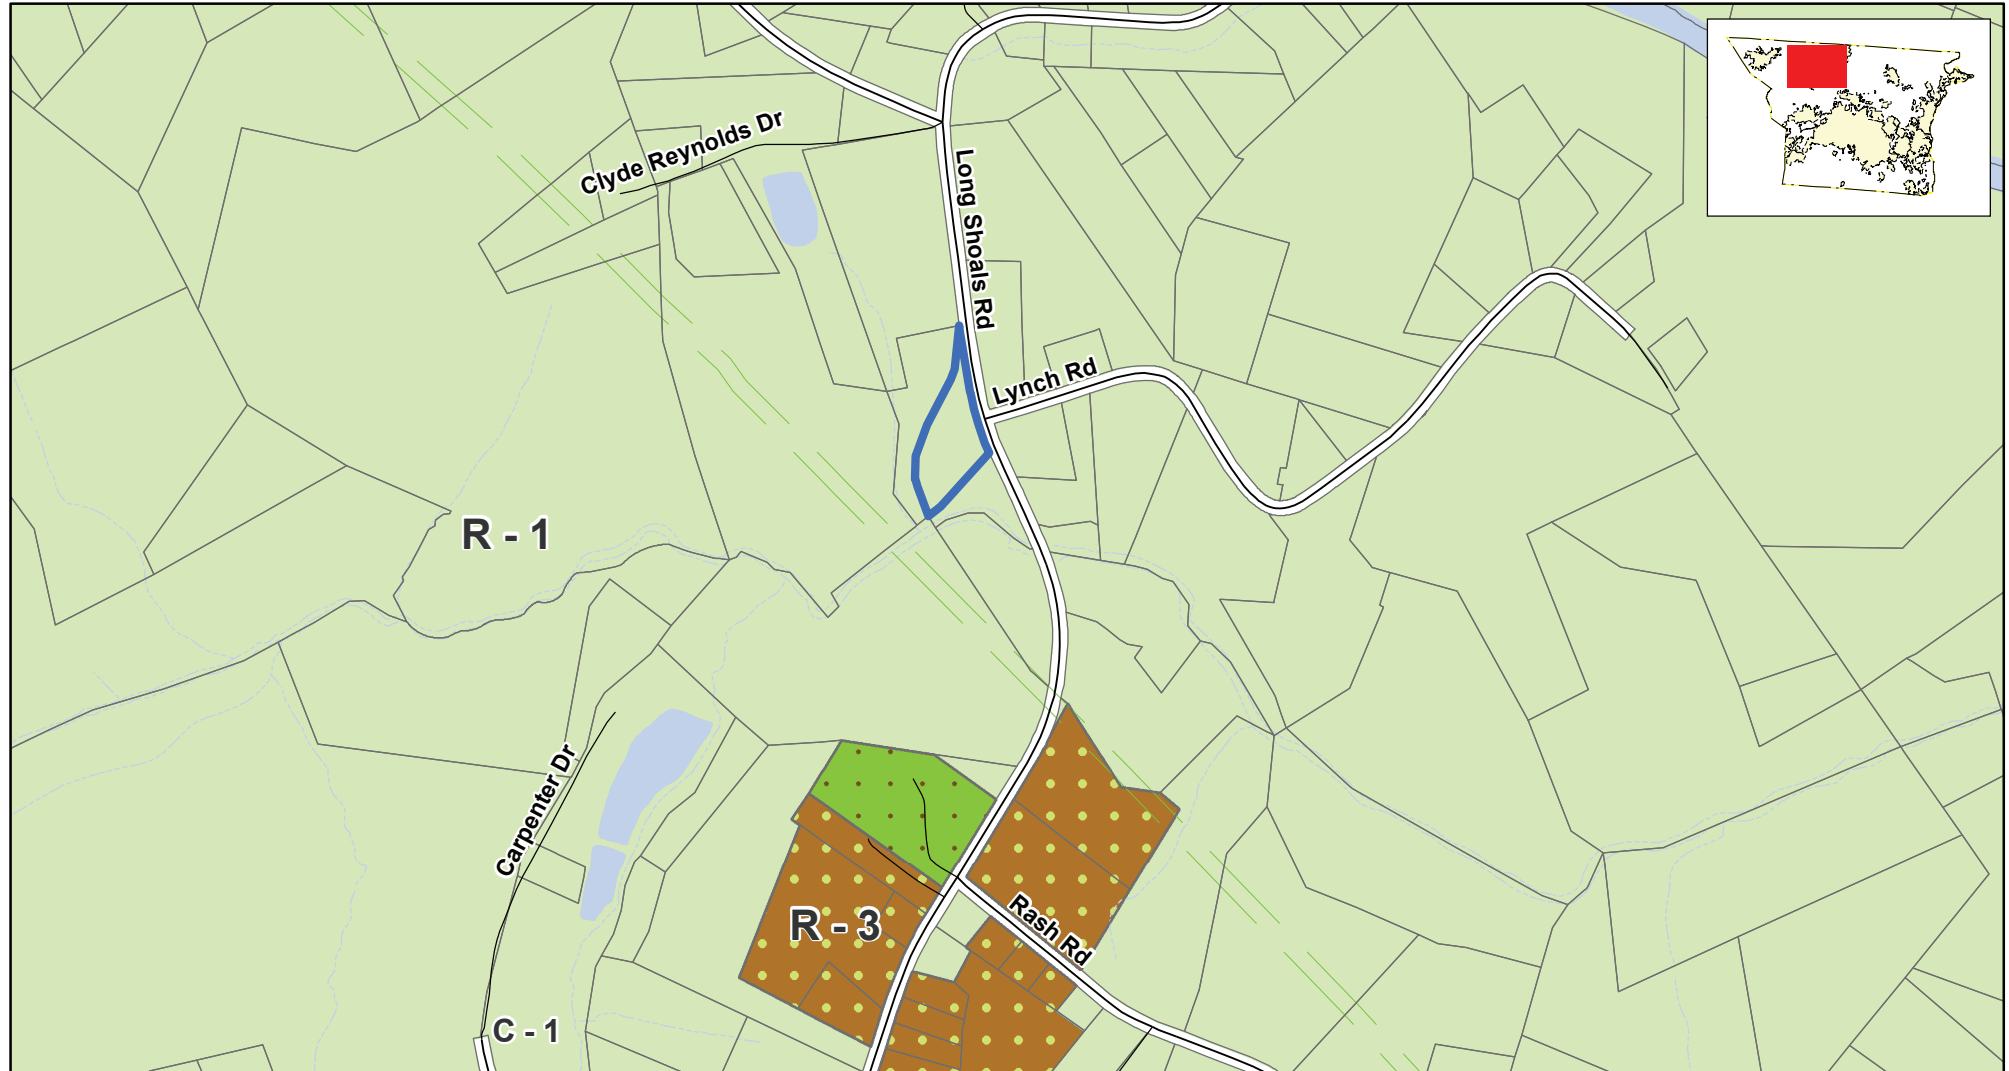 Clyde Reynolds Dr
Long Shoals Rd
Lynch Rd
R - 1
Carpenter Dr
R - 3
Rash Rd
C - 1